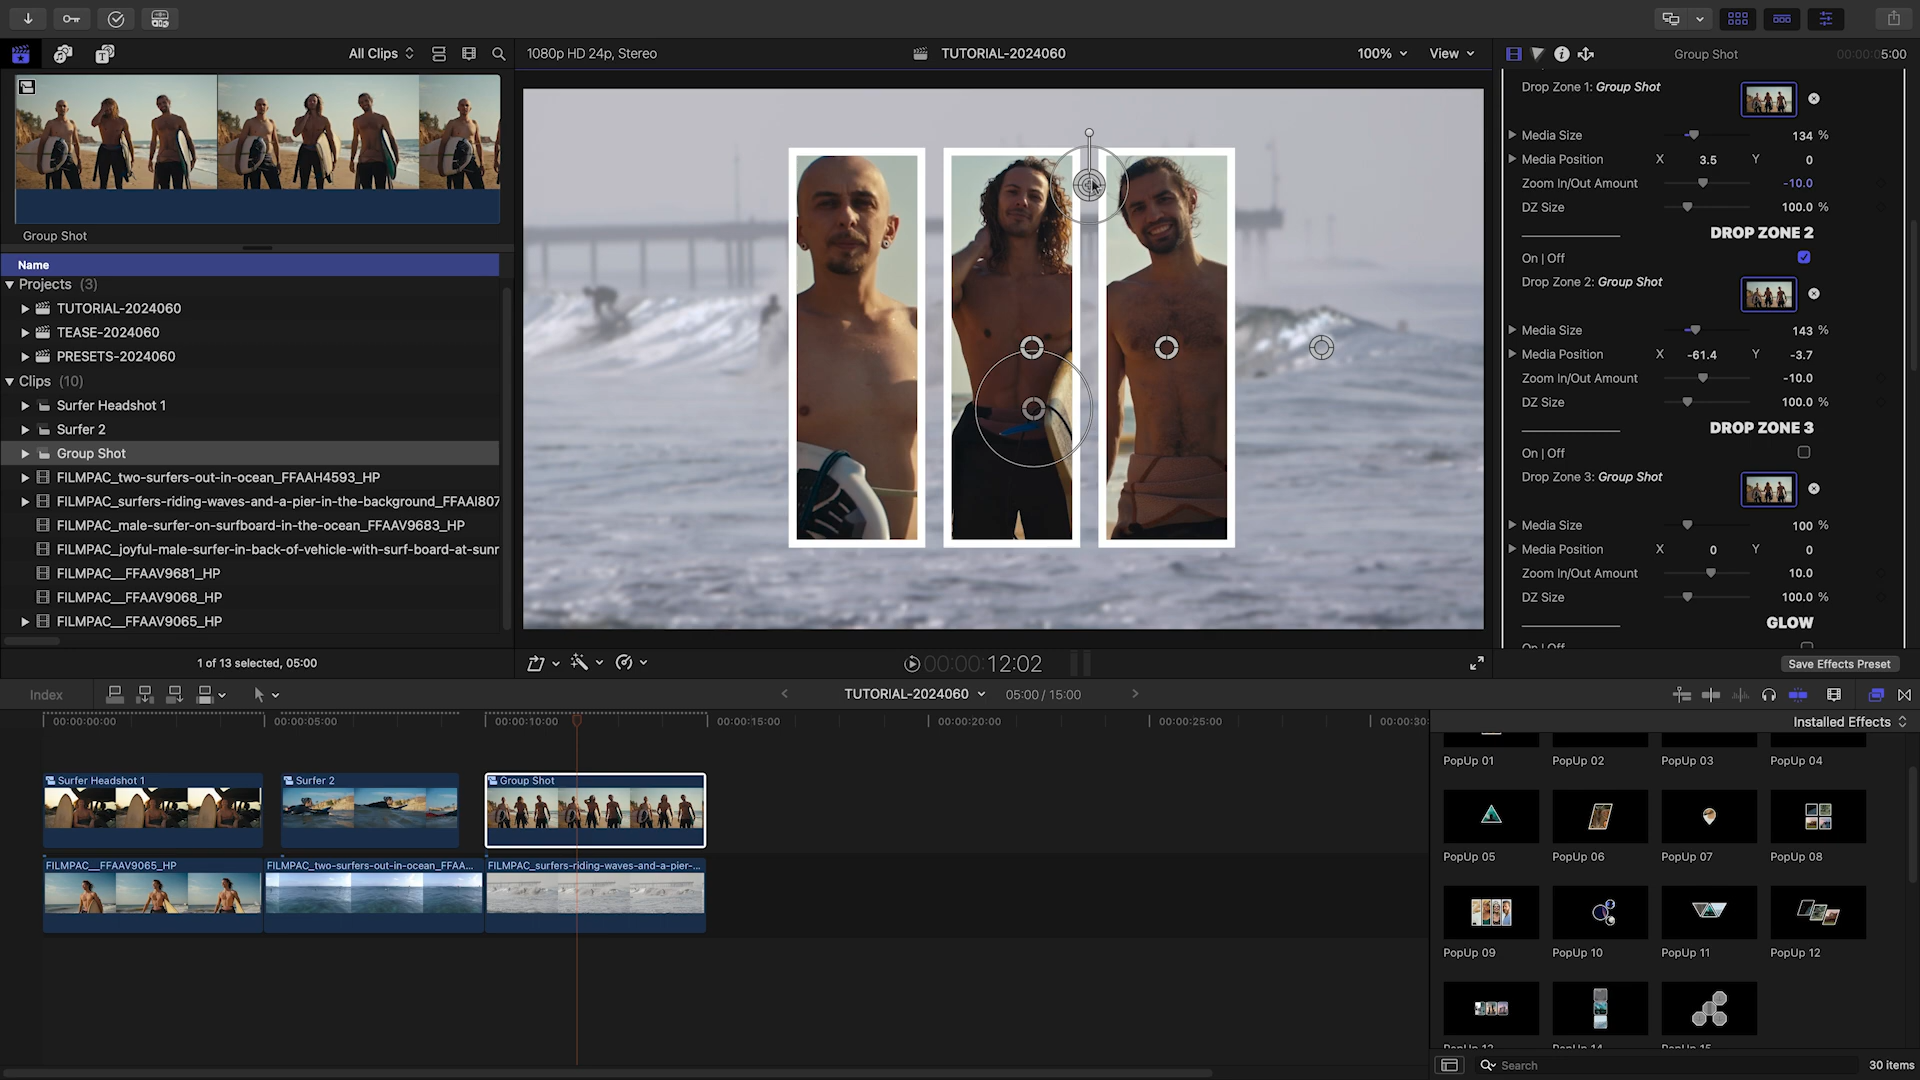 All Clips
1080p HD 24p, Stereo
TUTORIAL-2024060
100%
View
Group Shot
00:00:05:00
Group Shot
Name
Projects (3)
TUTORIAL-2024060
TEASE-2024060
PRESETS-2024060
Clips (10)
Surfer Headshot 1
Surfer 2
Group Shot
FILMPAC_two-surfers-out-in-ocean_FFAAH4593_HP
FILMPAC_surfers-riding-waves-and-a-pier-in-the-background_FFAAI807
FILMPAC_male-surfer-on-surfboard-in-the-ocean_FFAAV9683_HP
FILMPAC_joyful-male-surfer-in-back-of-vehicle-with-surf-board-at-sunr
FILMPAC__FFAAV9681_HP
FILMPAC__FFAAV9068_HP
FILMPAC__FFAAV9065_HP
1 of 13 selected, 05:00
00:00:00:12:02
Drop Zone 1: Group Shot
Media Size 134 %
Media Position X 3.5 Y 0
Zoom In/Out Amount -10.0
DZ Size 100.0 %
DROP ZONE 2
On | Off
Drop Zone 2: Group Shot
Media Size 143 %
Media Position X -61.4 Y -3.7
Zoom In/Out Amount -10.0
DZ Size 100.0 %
DROP ZONE 3
On | Off
Drop Zone 3: Group Shot
Media Size 100 %
Media Position X 0 Y 0
Zoom In/Out Amount 10.0
DZ Size 100.0 %
GLOW
On | Off
Save Effects Preset
Index
TUTORIAL-2024060
05:00 / 15:00
00:00:00:00
00:00:05:00
00:00:10:00
00:00:15:00
00:00:20:00
00:00:25:00
00:00:30:
Surfer Headshot 1
Surfer 2
Group Shot
FILMPAC__FFAAV9065_HP
FILMPAC_two-surfers-out-in-ocean_FFAA...
FILMPAC_surfers-riding-waves-and-a-pier-...
Installed Effects
PopUp 01
PopUp 02
PopUp 03
PopUp 04
PopUp 05
PopUp 06
PopUp 07
PopUp 08
PopUp 09
PopUp 10
PopUp 11
PopUp 12
PopUp 13
PopUp 14
PopUp 15
Search
30 items